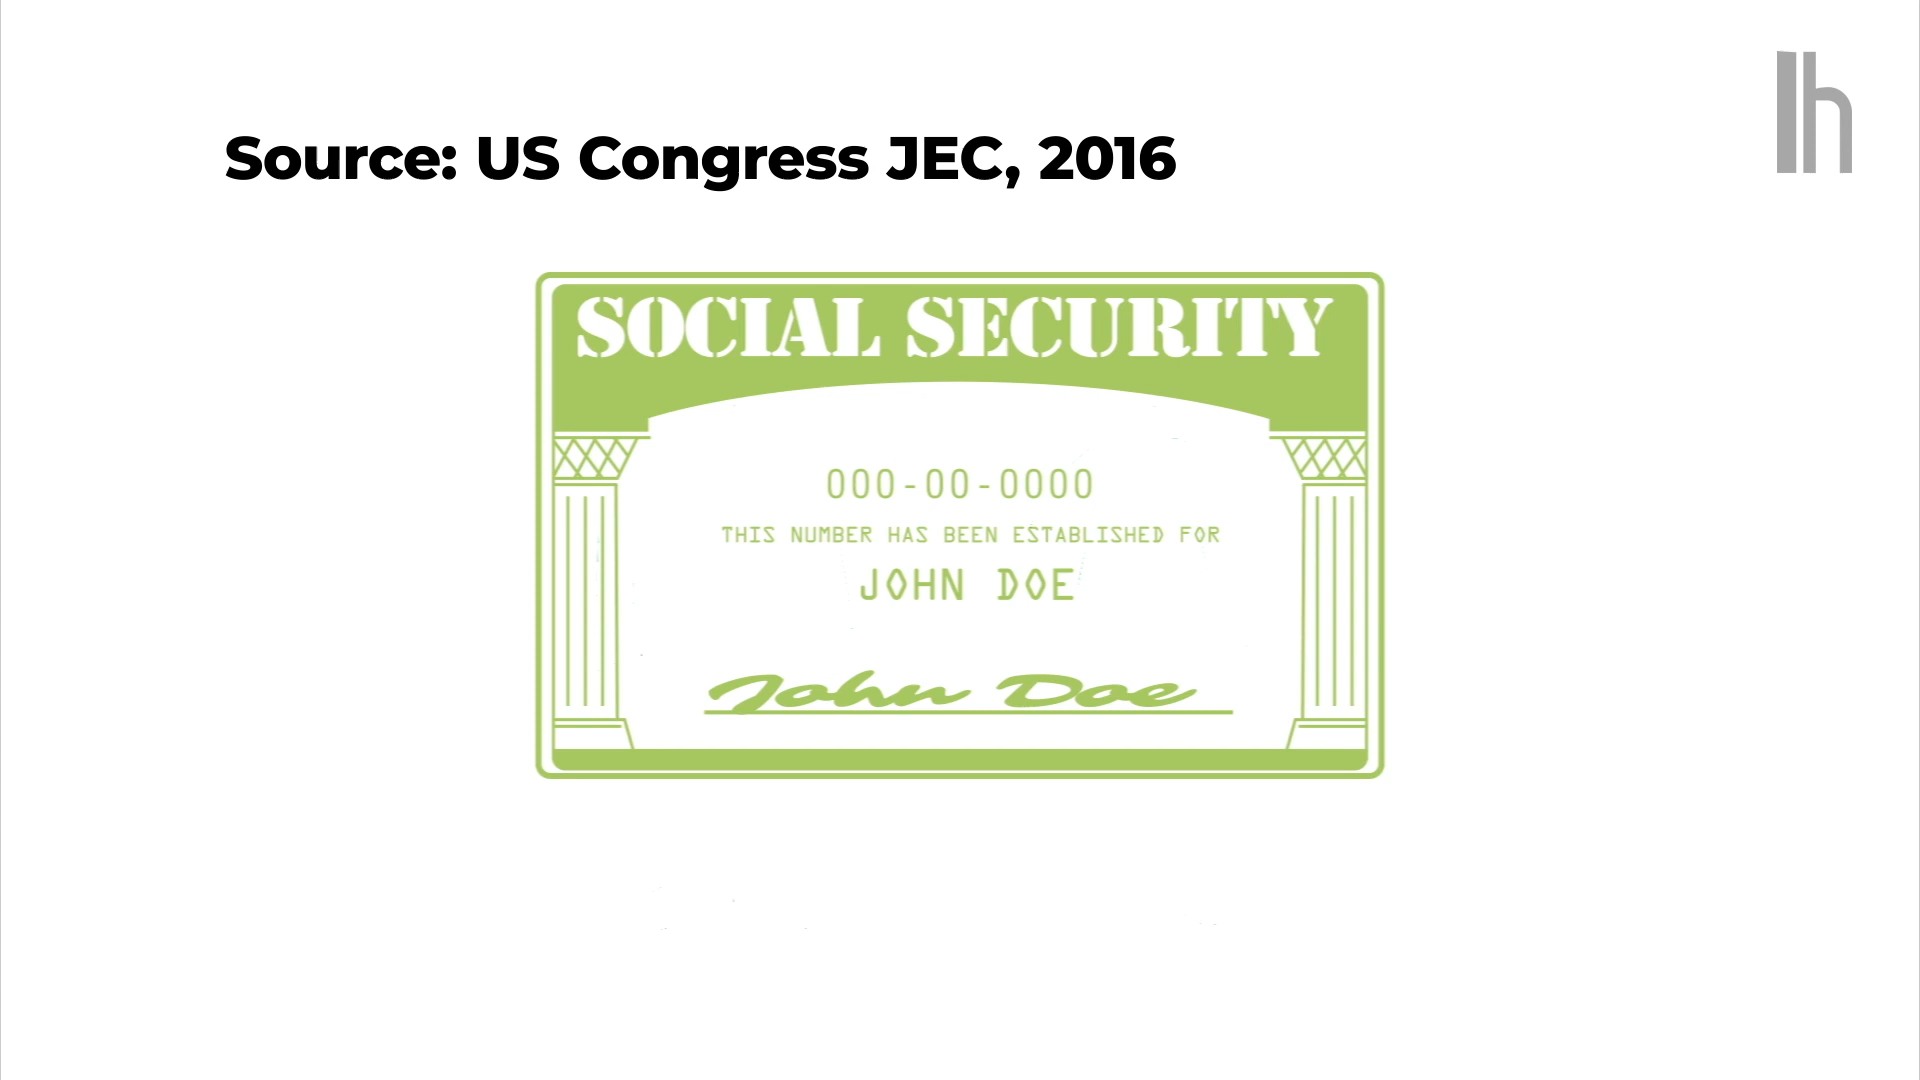 Source: US Congress JEC, 2016
lh
SOCIAL SECURITY
000-00-0000
THIS NUMBER HAS BEEN ESTABLISHED FOR
JOHN DOE
John Doe